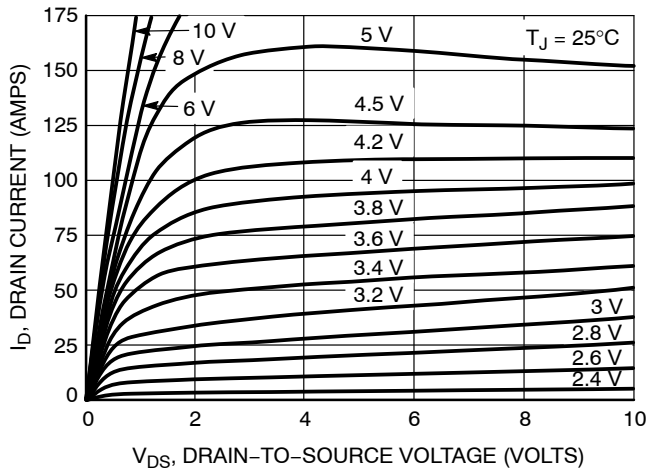 175
150
125
100
75
50
25
0
I_D, DRAIN CURRENT (AMPS)
10 V
8 V
6 V
5 V
T_J = 25°C
4.5 V
4.2 V
4 V
3.8 V
3.6 V
3.4 V
3.2 V
3 V
2.8 V
2.6 V
2.4 V
0 2 4 6 8 10
V_DS, DRAIN−TO−SOURCE VOLTAGE (VOLTS)